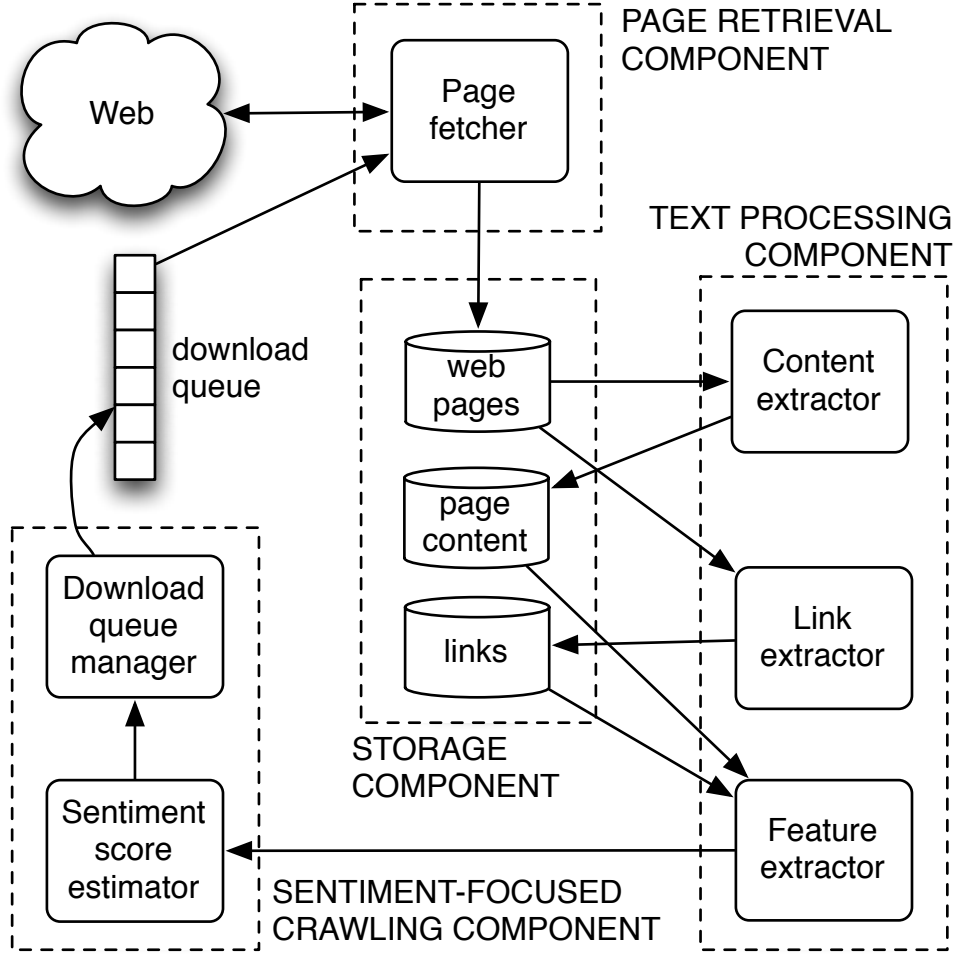 PAGE RETRIEVAL
COMPONENT
Web
Page
fetcher
TEXT PROCESSING
COMPONENT
download
queue
web
pages
Content
extractor
page
content
Download
queue
manager
links
Link
extractor
STORAGE
COMPONENT
Sentiment
score
estimator
Feature
extractor
SENTIMENT-FOCUSED
CRAWLING COMPONENT